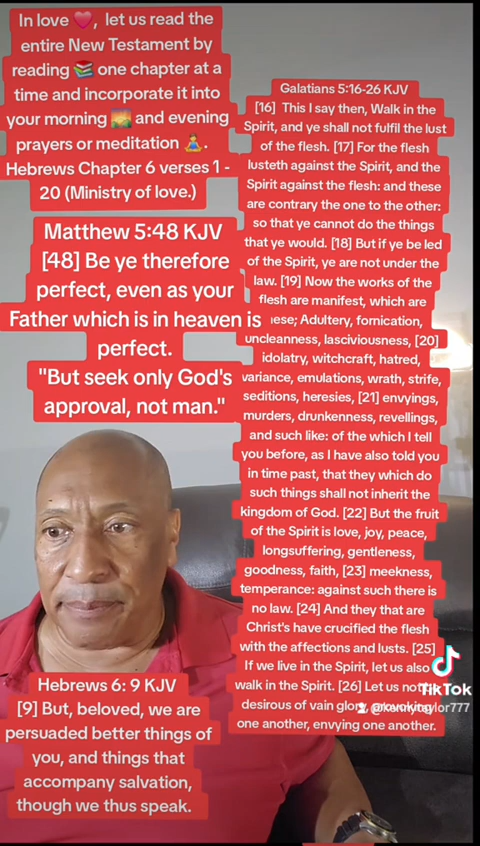 In love 💗, let us read the
entire New Testament by
reading 📚 one chapter at a
time and incorporate it into
your morning 🌅 and evening
prayers or meditation 🧘.
Hebrews Chapter 6 verses 1 -
20 (Ministry of love.)
Matthew 5:48 KJV
[48] Be ye therefore
perfect, even as your
Father which is in heaven is
perfect.
"But seek only God's
approval, not man."
Galatians 5:16-26 KJV
[16] This I say then, Walk in the
Spirit, and ye shall not fulfil the lust
of the flesh. [17] For the flesh
lusteth against the Spirit, and the
Spirit against the flesh: and these
are contrary the one to the other:
so that ye cannot do the things
that ye would. [18] But if ye be led
of the Spirit, ye are not under the
law. [19] Now the works of the
flesh are manifest, which are
Adultery, fornication,
uncleanness, lasciviousness, [20]
idolatry, witchcraft, hatred,
variance, emulations, wrath, strife,
seditions, heresies, [21] envyings,
murders, drunkenness, revellings,
and such like: of the which I tell
you before, as I have also told you
in time past, that they which do
such things shall not inherit the
kingdom of God. [22] But the fruit
of the Spirit is love, joy, peace,
longsuffering, gentleness,
goodness, faith, [23] meekness,
temperance: against such there is
no law. [24] And they that are
Christ's have crucified the flesh
with the affections and lusts. [25]
If we live in the Spirit, let us also
walk in the Spirit. [26] Let us not
desirous of vain glory,
one another, envying one another.
TikTok
Hebrews 6: 9 KJV
[9] But, beloved, we are
persuaded better things of
you, and things that
accompany salvation,
though we thus speak.